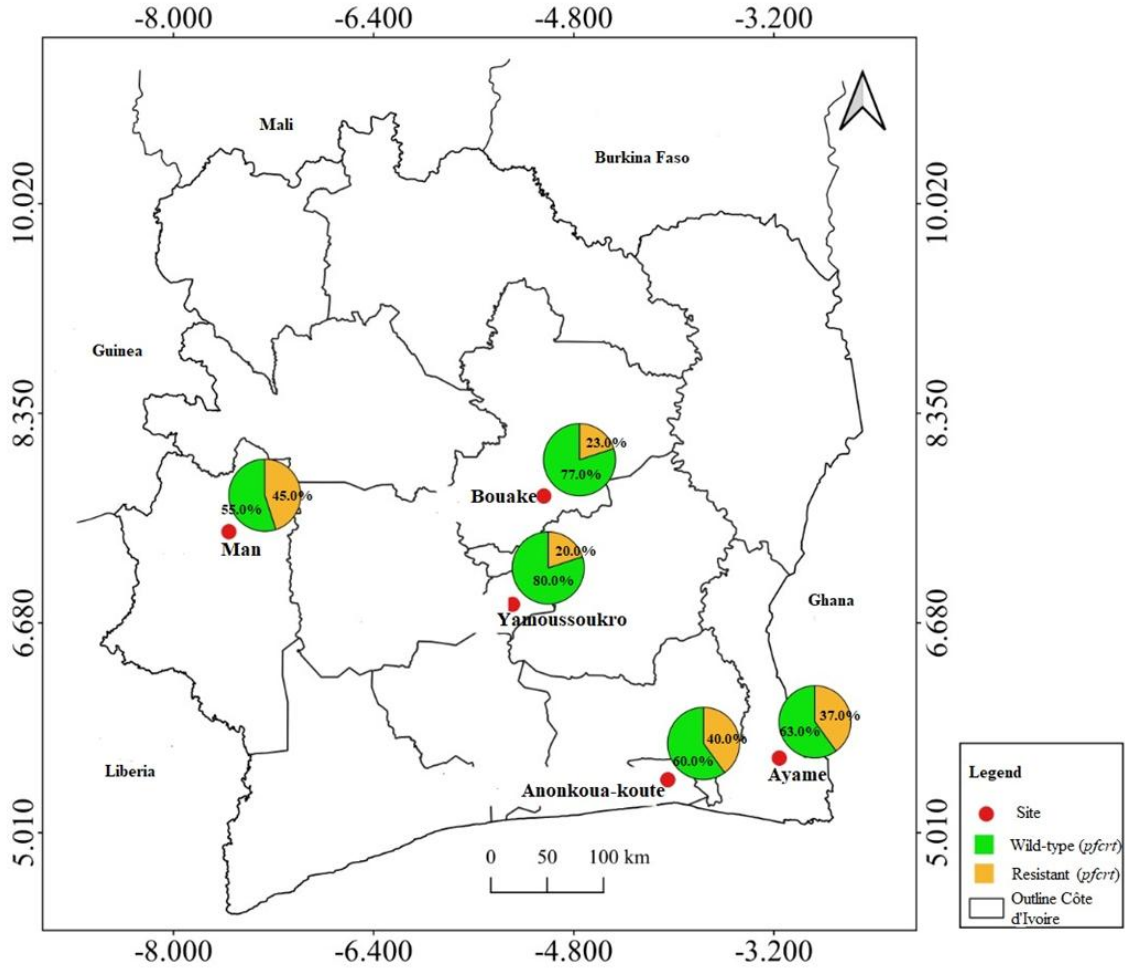 -8.000 -6.400 -4.800 -3.200
Mali
Burkina Faso
10.020
10.020
Guinea
8.350
8.350
23.0%
77.0%
Bouake
45.0%
55.0%
Man
20.0%
80.0%
Yamoussoukro
Ghana
6.680
6.680
37.0%
63.0%
Ayame
40.0%
60.0%
Anonkoua-koute
Liberia
5.010
5.010
0 50 100 km
Legend
Site
Wild-type (pfcrt)
Resistant (pfcrt)
Outline Côte
d'Ivoire
-8.000 -6.400 -4.800 -3.200